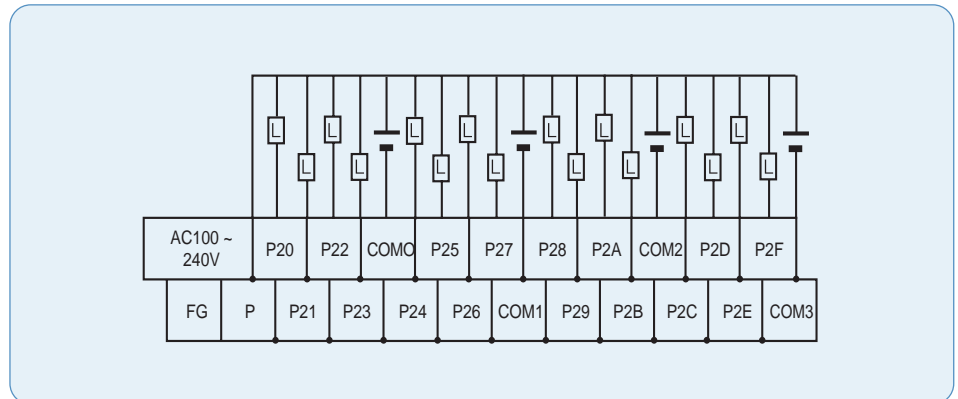 L L L L L L L L
L L L L L L L L
AC100 ~
240V
P20 P22 COMO P25 P27 P28 P2A COM2 P2D P2F
FG P P21 P23 P24 P26 COM1 P29 P2B P2C P2E COM3